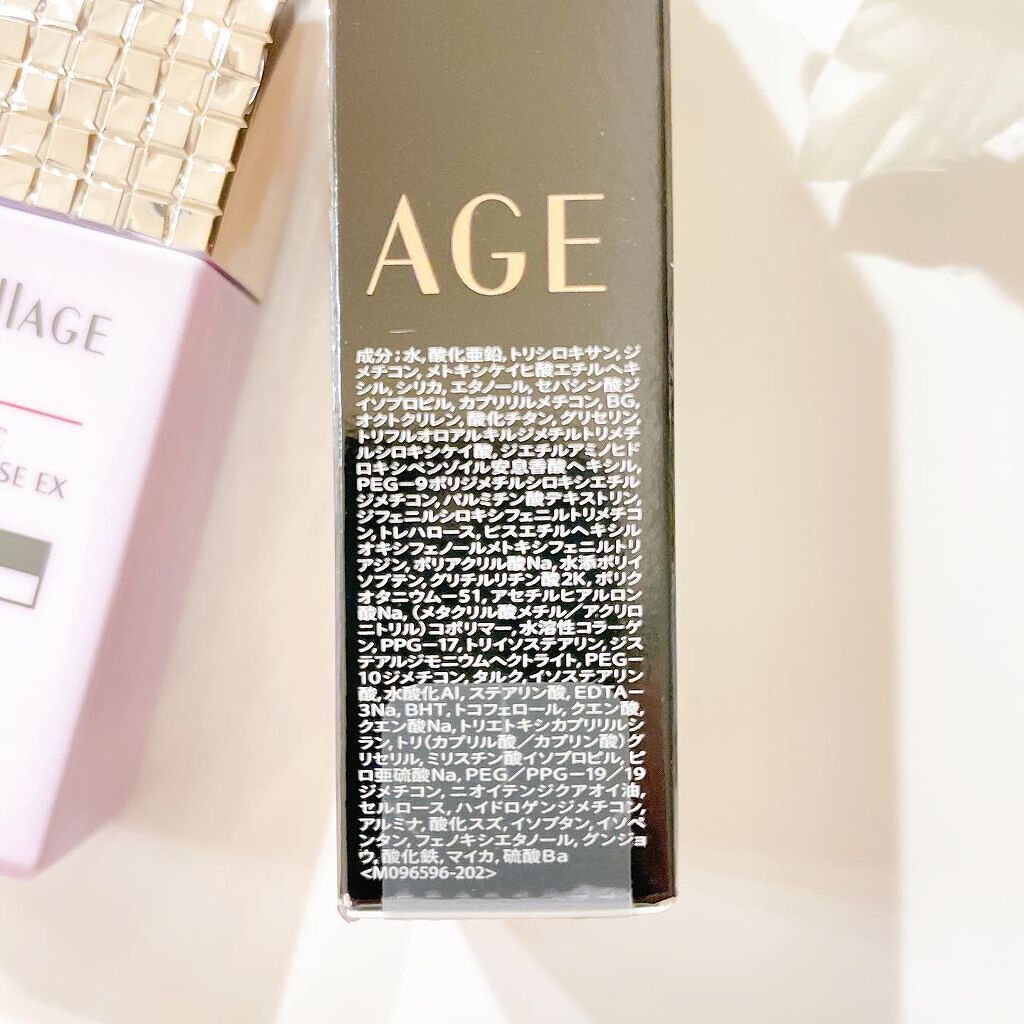 IIAGE
SE EX
AGE
成分；水, 酸化亜鉛, トリシロキサン, ジ
メチコン, メトキシケイヒ酸エチルヘキ
シル, シリカ, エタノール, セバシン酸ジ
イソプロピル, カプリリルメチコン, BG,
オクトクリレン, 酸化チタン, グリセリン,
トリフルオロアルキルジメチルトリメチ
ルシロキシケイ酸, ジエチルアミノヒド
ロキシベンゾイル安息香酸ヘキシル,
PEG－9ポリジメチルシロキシエチル
ジメチコン, パルミチン酸デキストリン,
ジフェニルシロキシフェニルトリメチコ
ン, トレハロース, ビスエチルヘキシル
オキシフェノールメトキシフェニルトリ
アジン, ポリアクリル酸Na, 水添ポリイ
ソブテン, グリチルリチン酸2K, ポリク
オタニウム－51, アセチルヒアルロン
酸Na, （メタクリル酸メチル／アクリロ
ニトリル）コポリマー, 水溶性コラーゲ
ン, PPG－17, トリイソステアリン, ジス
テアルジモニウムヘクトライト, PEG－
10ジメチコン, タルク, イソステアリン
酸, 水酸化Al, ステアリン酸, EDTA－
3Na, BHT, トコフェロール, クエン酸,
クエン酸Na, トリエトキシカプリリルシ
ラン, トリ（カプリル酸／カプリン酸）グ
リセリル, ミリスチン酸イソプロピル, ピ
ロ亜硫酸Na, PEG／PPG－19／19
ジメチコン, ニオイテンジクアオイ油,
セルロース, ハイドロゲンジメチコン,
アルミナ, 酸化スズ, イソブタン, イソペ
ンタン, フェノキシエタノール, グンジョ
ウ, 酸化鉄, マイカ, 硫酸Ba
<M096596-202>